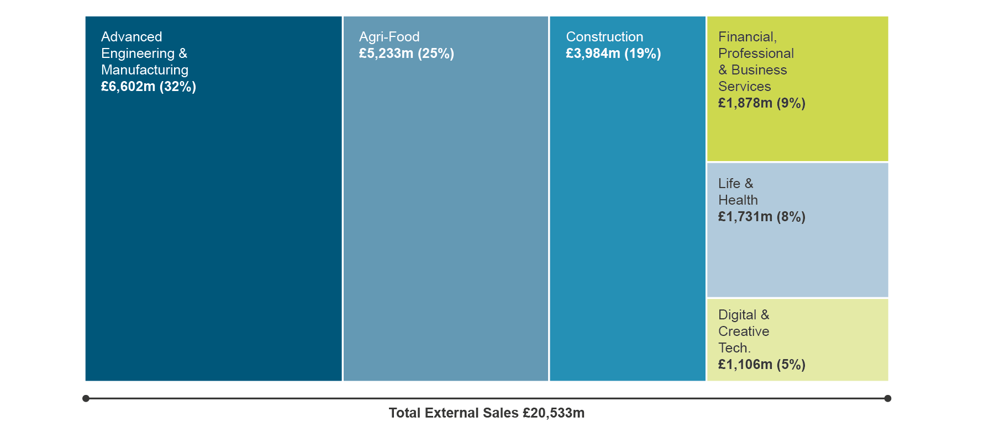 Advanced
Engineering &
Manufacturing
£6,602m (32%)
Agri-Food
£5,233m (25%)
Construction
£3,984m (19%)
Financial,
Professional
& Business
Services
£1,878m (9%)
Life &
Health
£1,731m (8%)
Digital &
Creative
Tech.
£1,106m (5%)
Total External Sales £20,533m